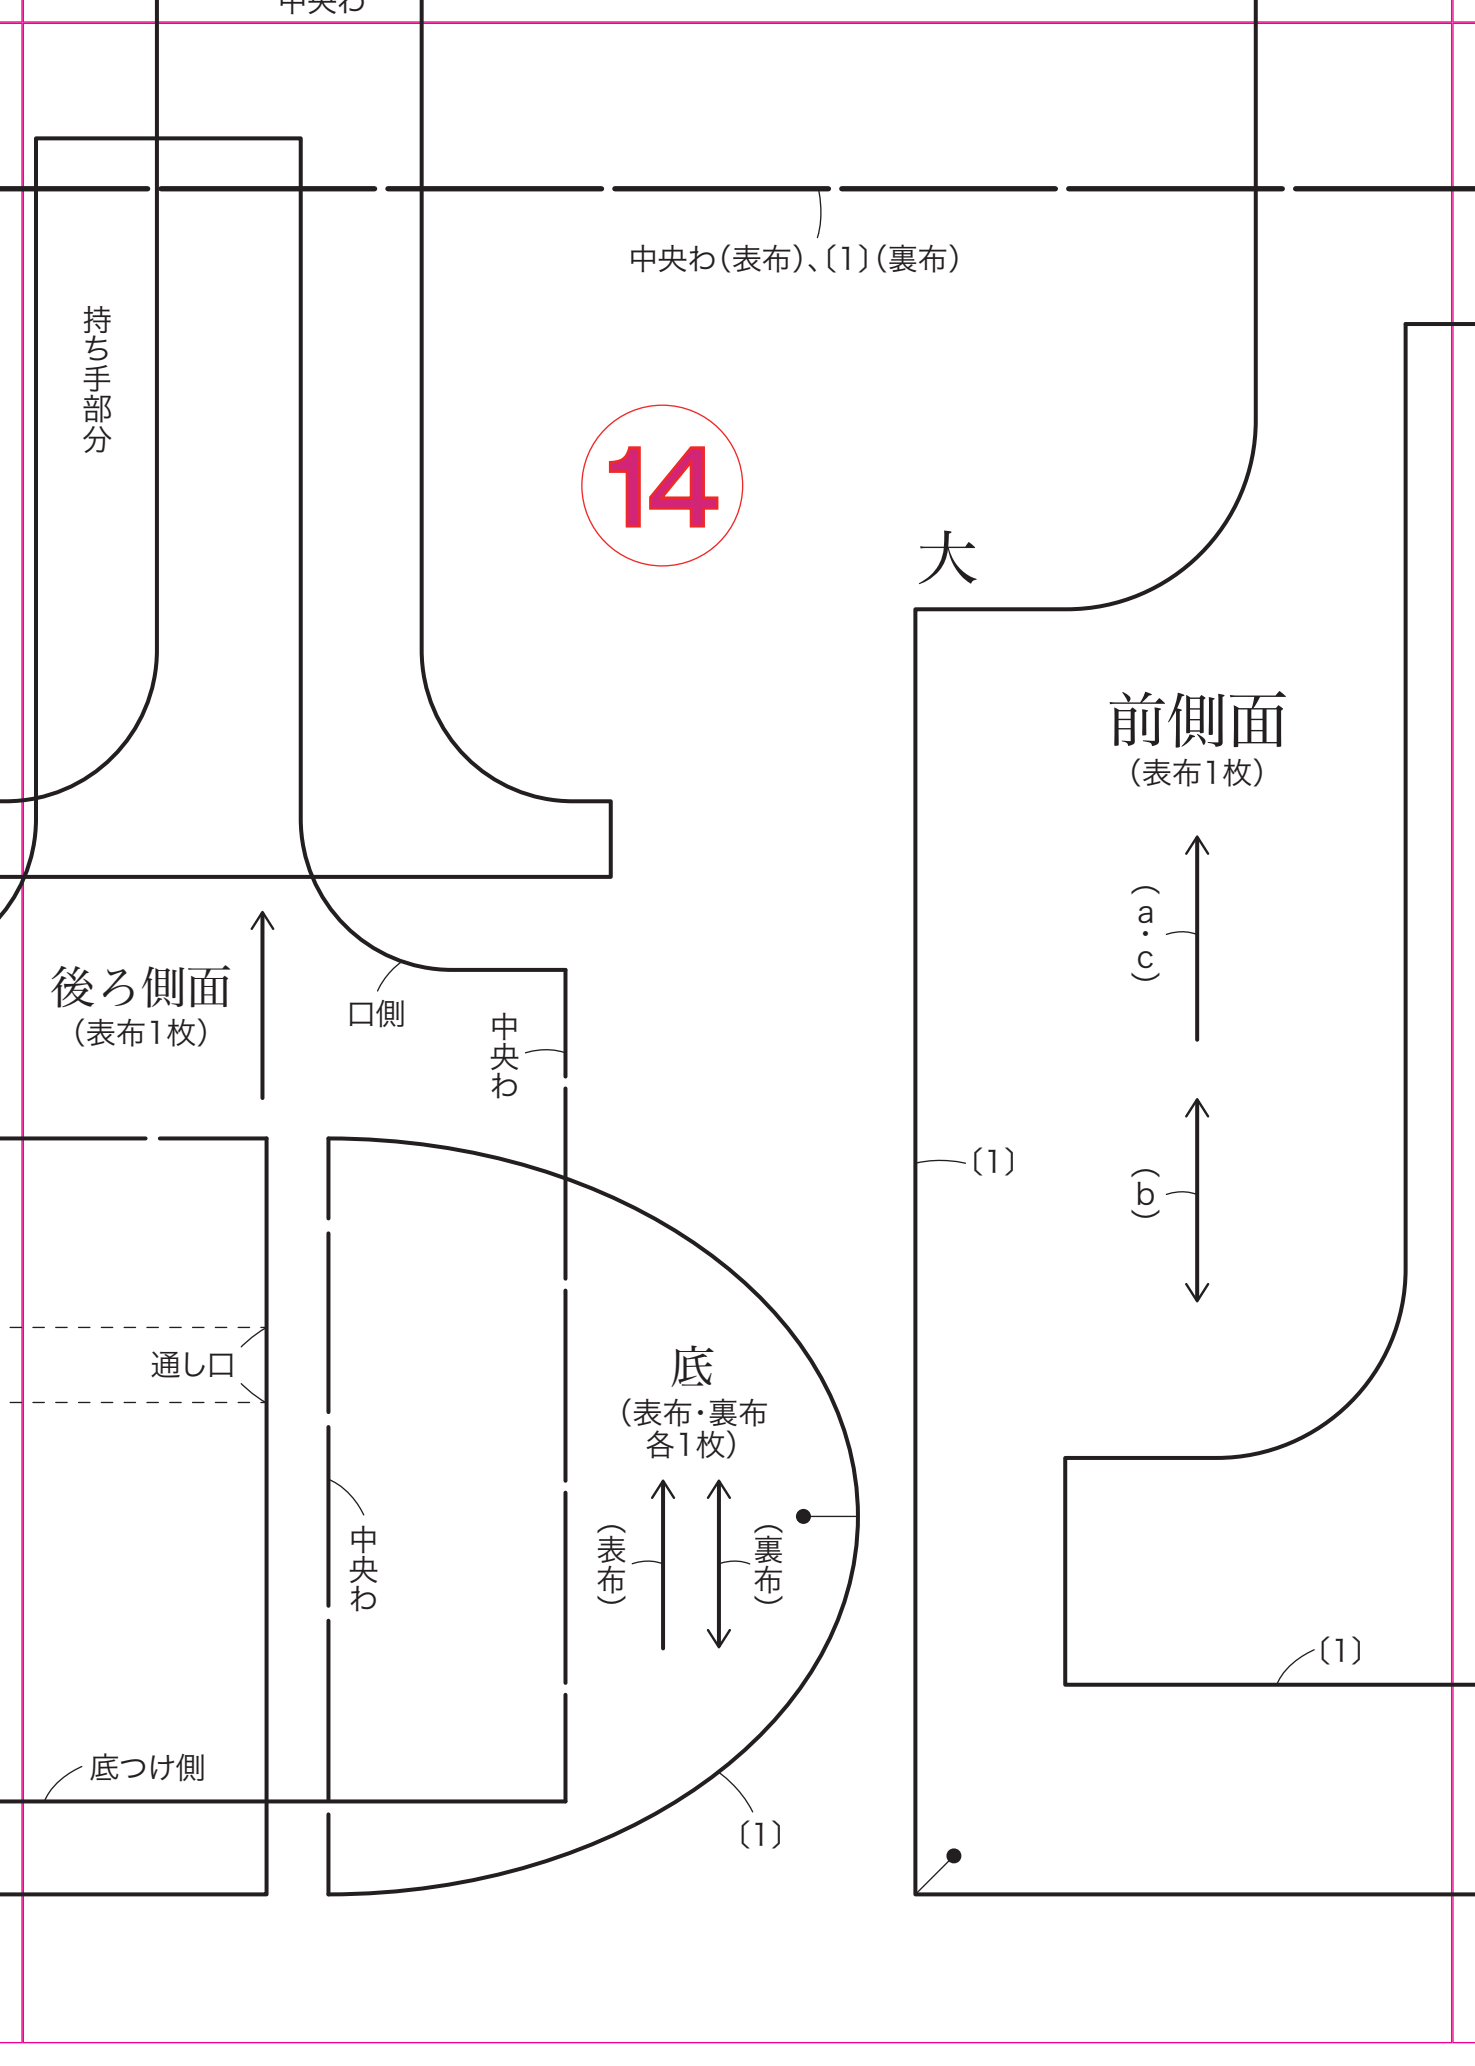 中央わ
中央わ（表布）、〔1〕（裏布）
持ち手部分
14
大
前側面
（表布1枚）
（a・c）
後ろ側面
（表布1枚）
口側
中央わ
〔1〕
（b）
通し口
底
（表布・裏布
各1枚）
中央わ
（表布）
（裏布）
〔1〕
底つけ側
〔1〕